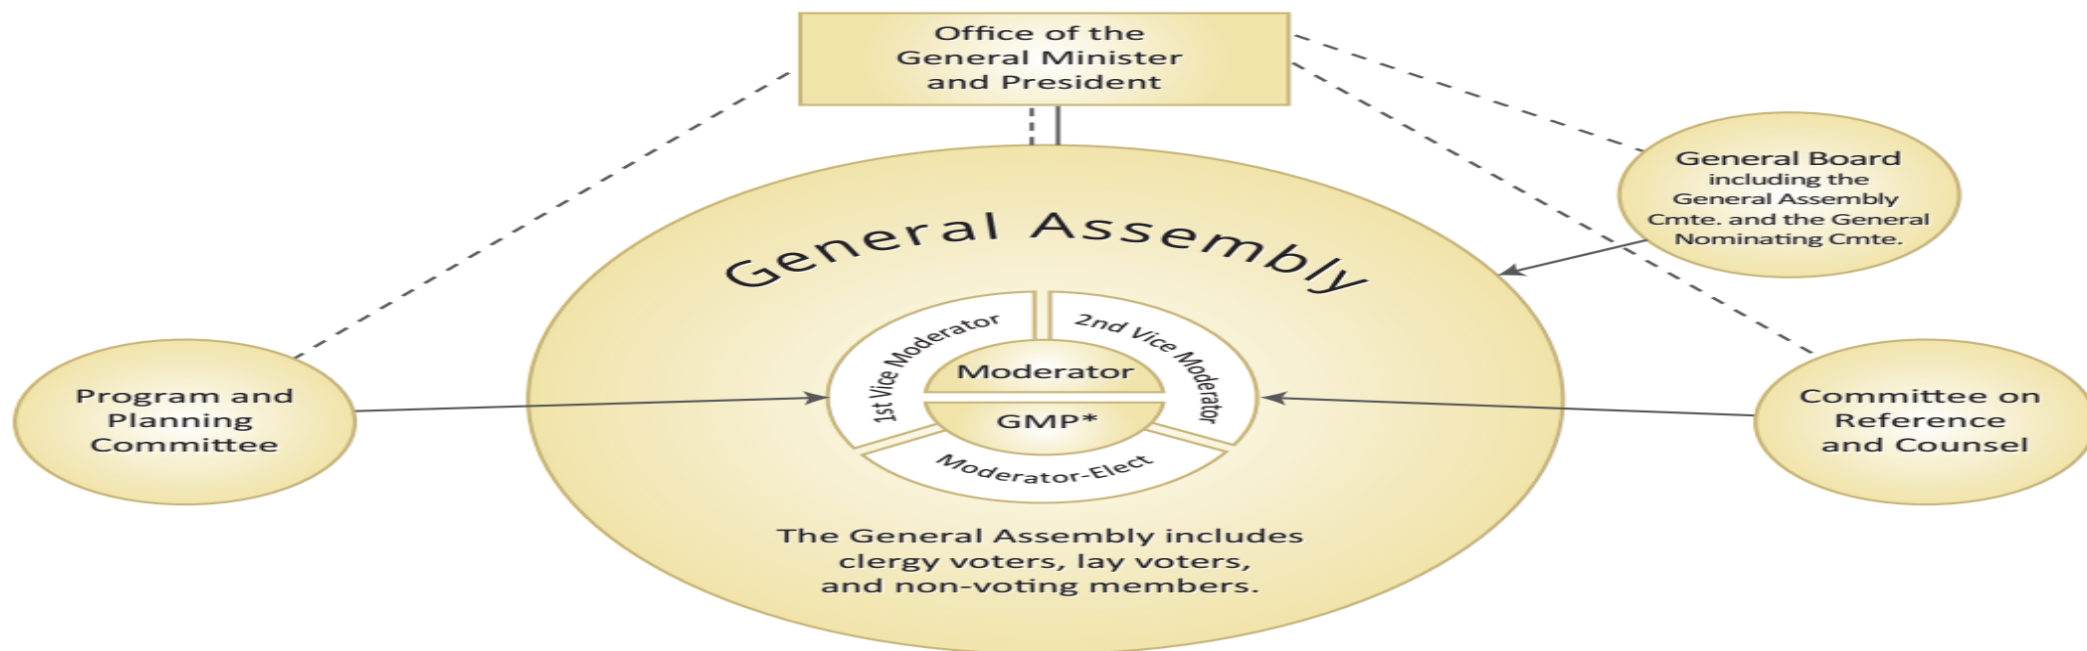 Office of the
General Minister
and President
General Board
including the
General Assembly
Cmte. and the General
Nominating Cmte.
General Assembly
1st Vice Moderator
2nd Vice Moderator
Moderator
GMP*
Moderator-Elect
Program and
Planning
Committee
Committee on
Reference
and Counsel
The General Assembly includes
clergy voters, lay voters,
and non-voting members.